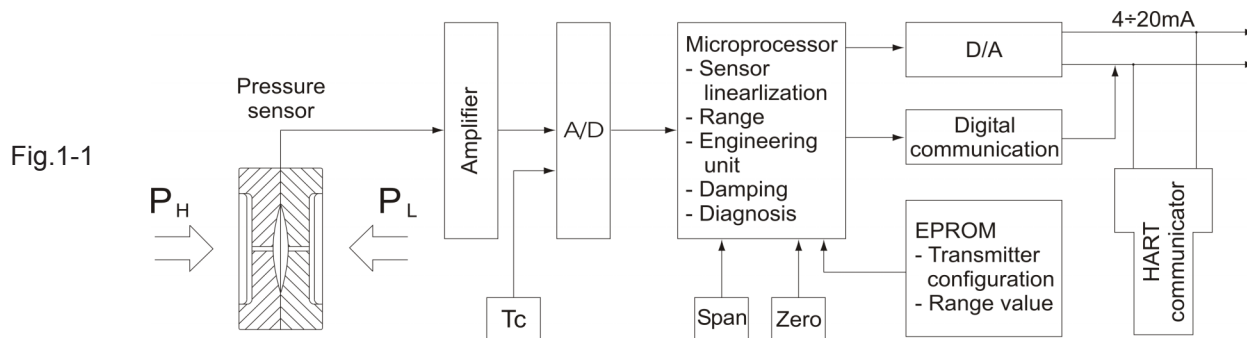 Fig.1-1
Pressure
sensor
P H
P L
Amplifier
A/D
Tc
Microprocessor
- Sensor
linearlization
- Range
- Engineering
unit
- Damping
- Diagnosis
Span
Zero
D/A
Digital
communication
EPROM
- Transmitter
configuration
- Range value
4÷20mA
HART
communicator